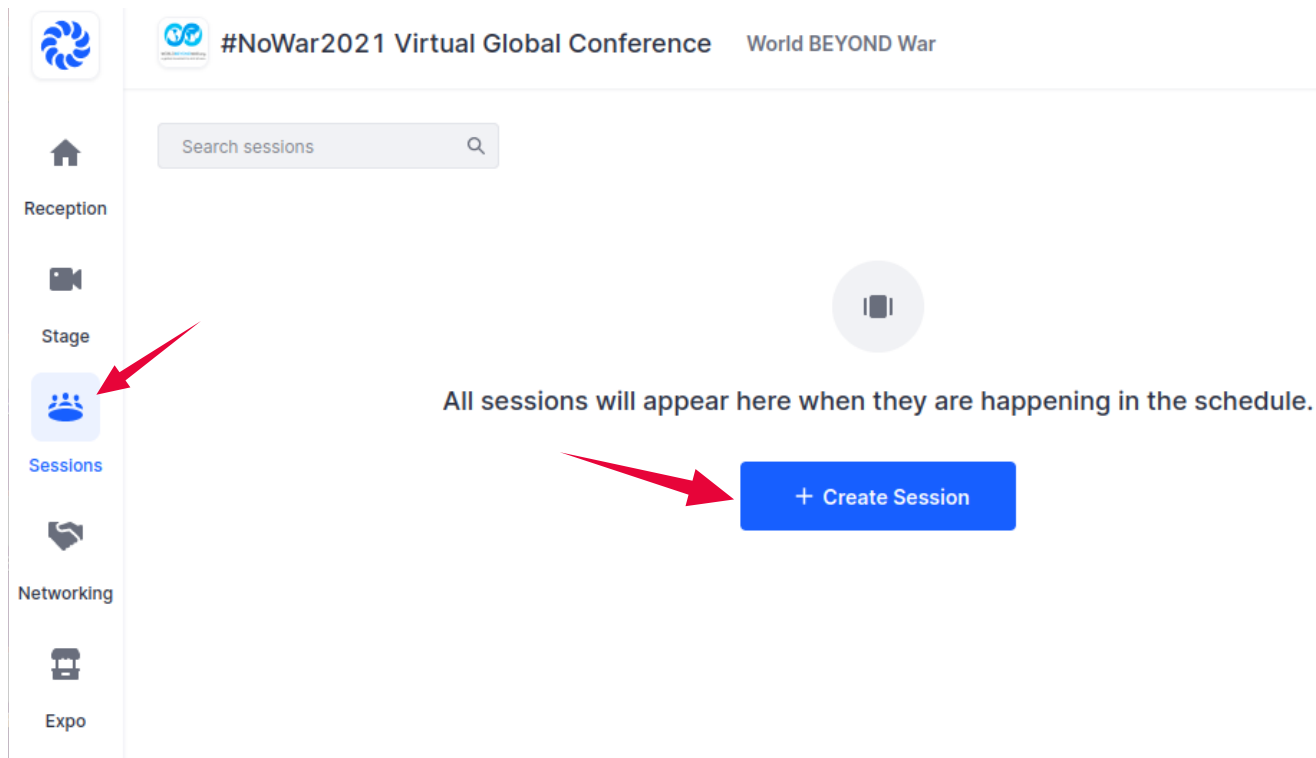 #NoWar2021 Virtual Global Conference World BEYOND War
Search sessions
Reception
Stage
All sessions will appear here when they are happening in the schedule.
Sessions
+ Create Session
Networking
Expo